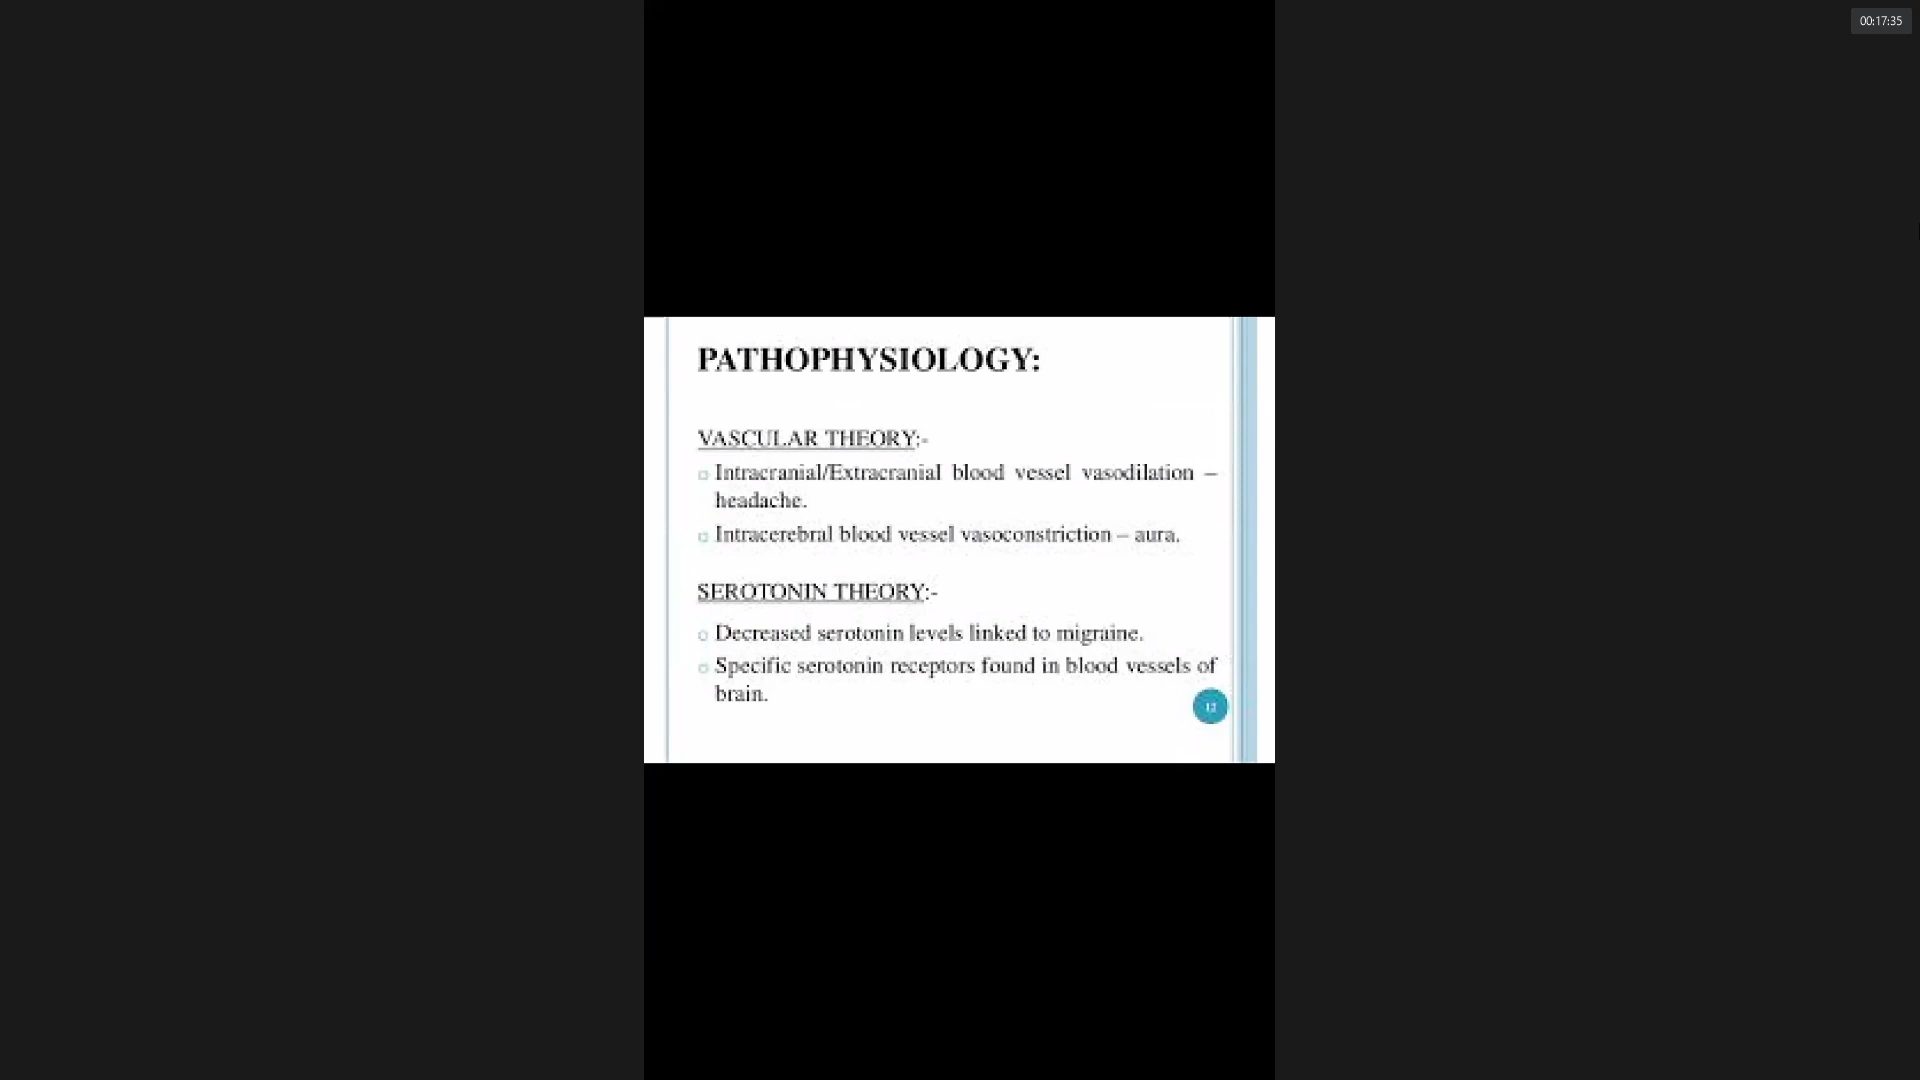 00:17:35
PATHOPHYSIOLOGY:
VASCULAR THEORY:-
Intracranial/Extracranial blood vessel vasodilation –
headache.
Intracerebral blood vessel vasoconstriction – aura.
SEROTONIN THEORY:-
Decreased serotonin levels linked to migraine.
Specific serotonin receptors found in blood vessels of
brain.
12